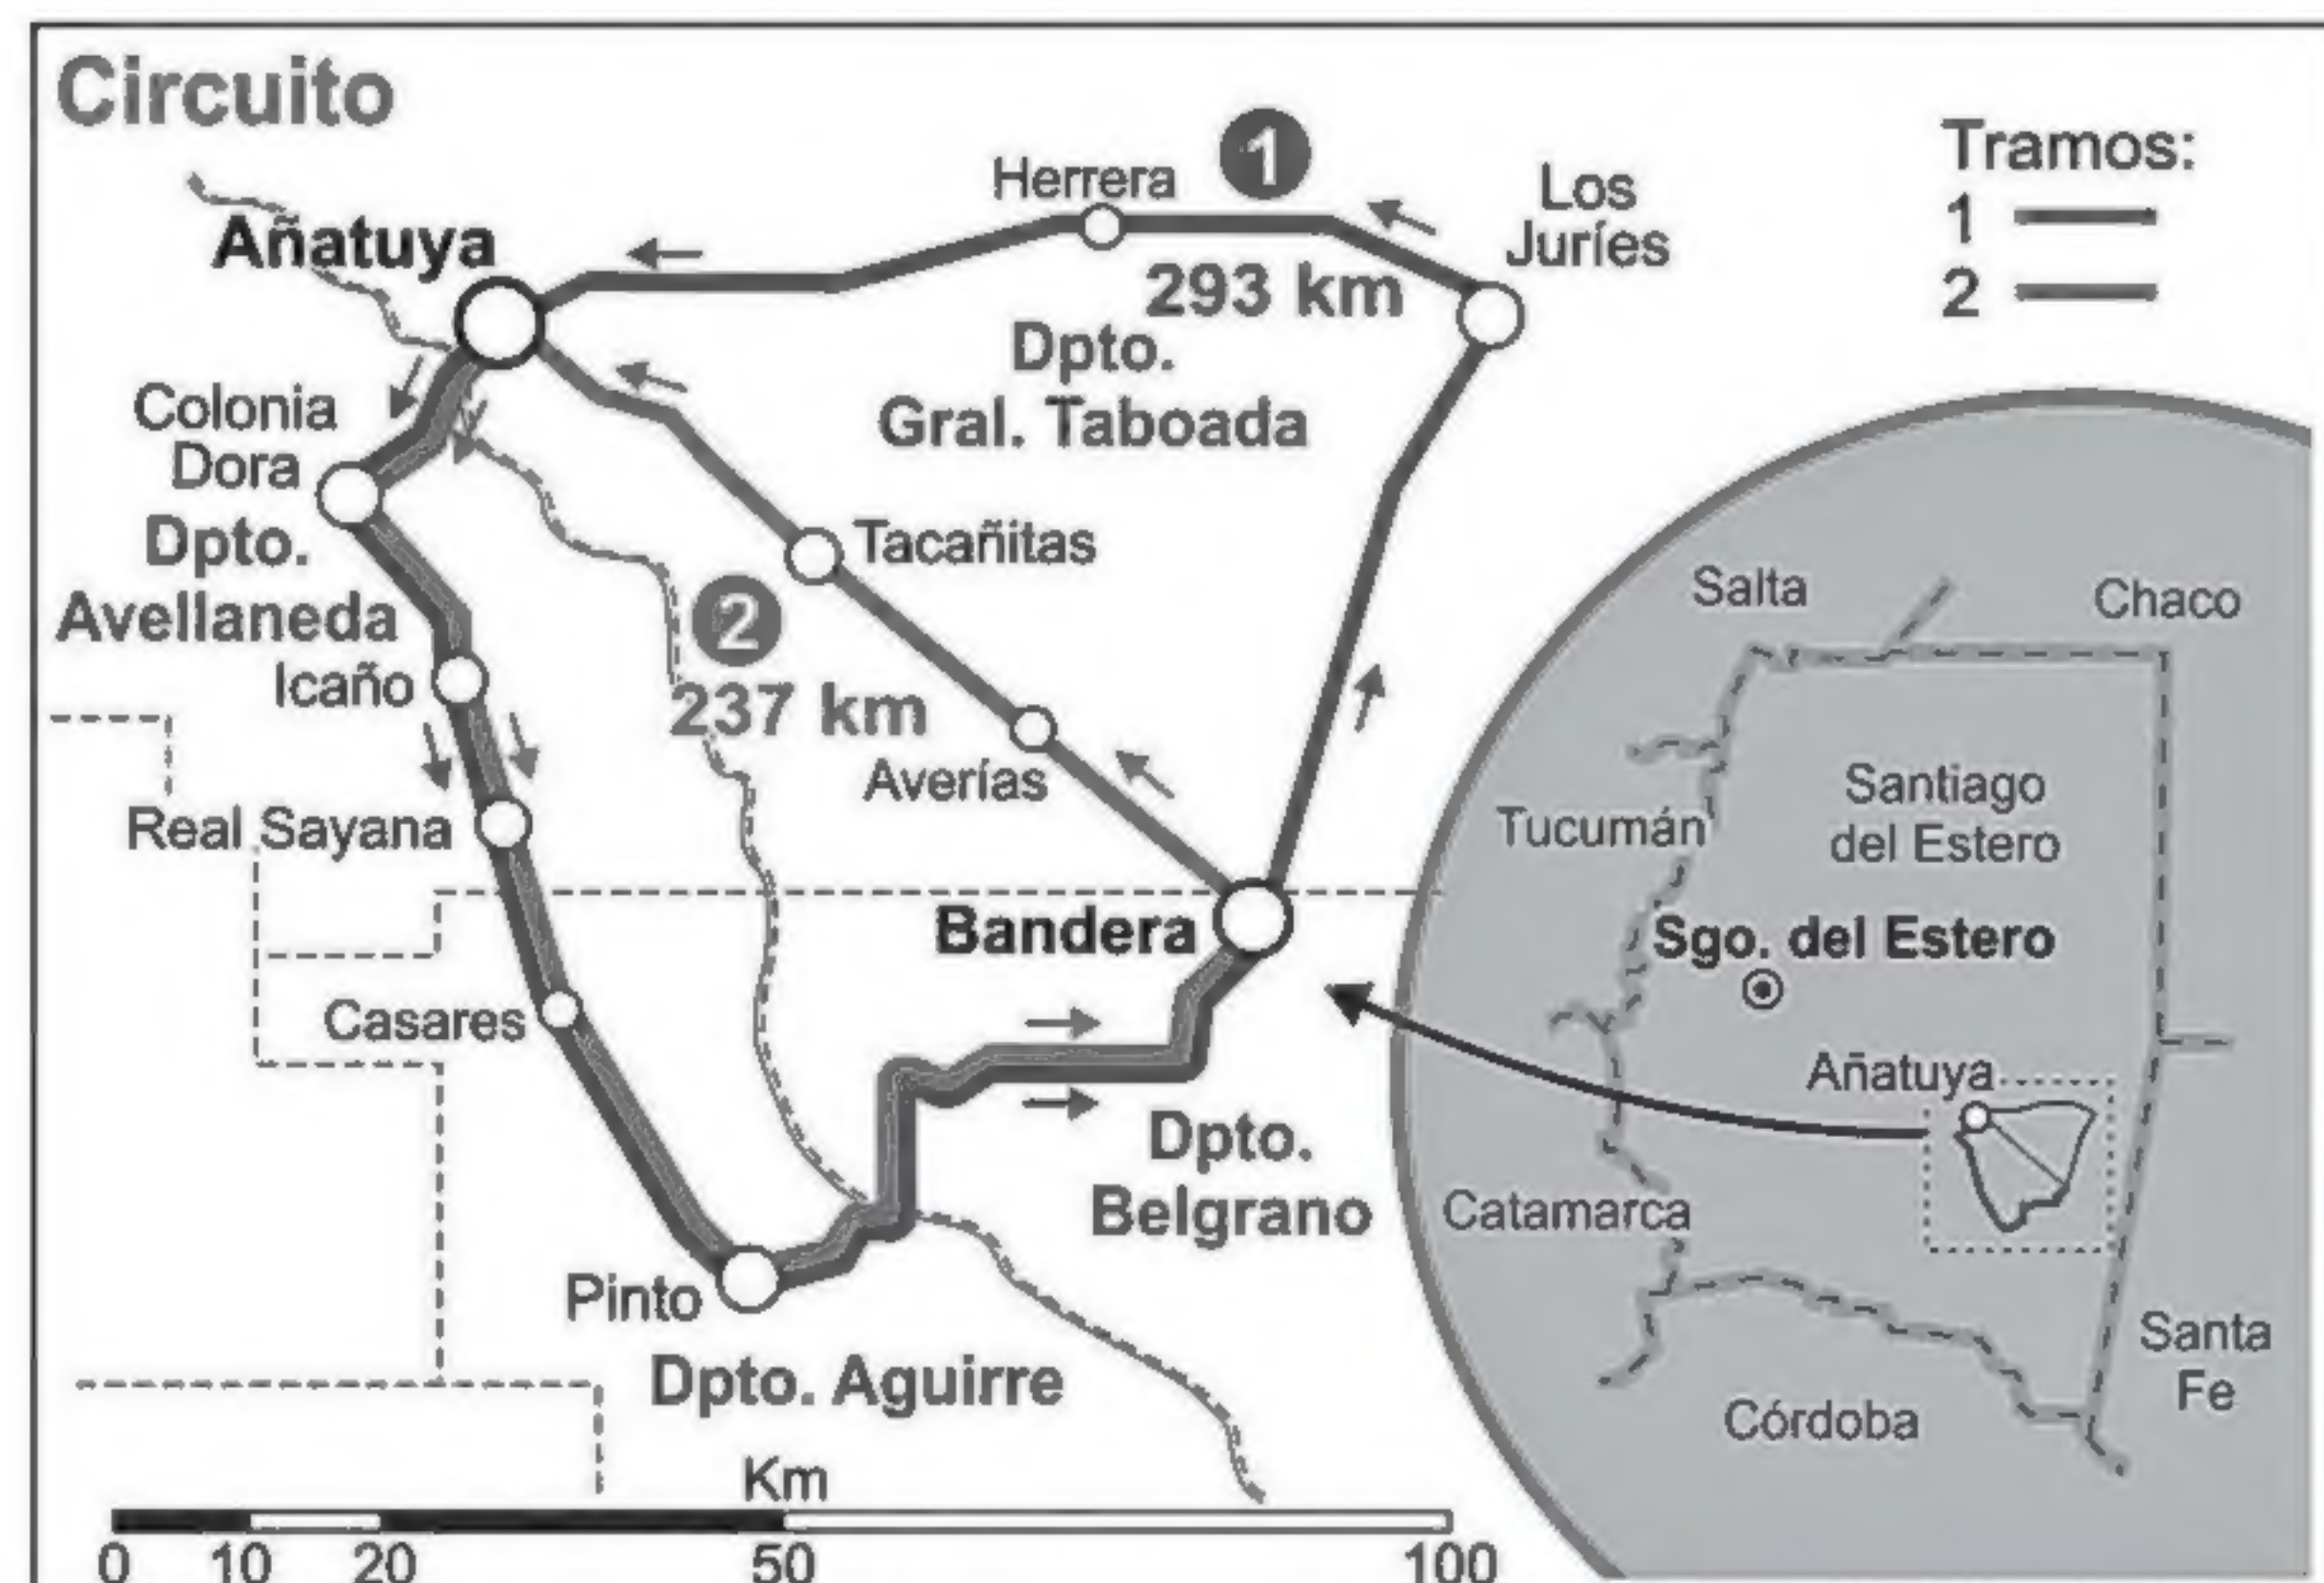 Circuito
1
Herrera
Los
Juríes
Tramos:
1
2
Añatuya
293 km
Dpto.
Gral. Taboada
Colonia
Dora
Dpto.
Avellaneda
Tacañitas
2
237 km
Icaño
Averías
Real Sayana
Bandera
Casares
Dpto.
Belgrano
Pinto
Dpto. Aguirre
Km
0 10 20 50 100
Salta
Chaco
Santiago
del Estero
Tucumán
Sgo. del Estero
Añatuya
Catamarca
Santa
Fe
Córdoba